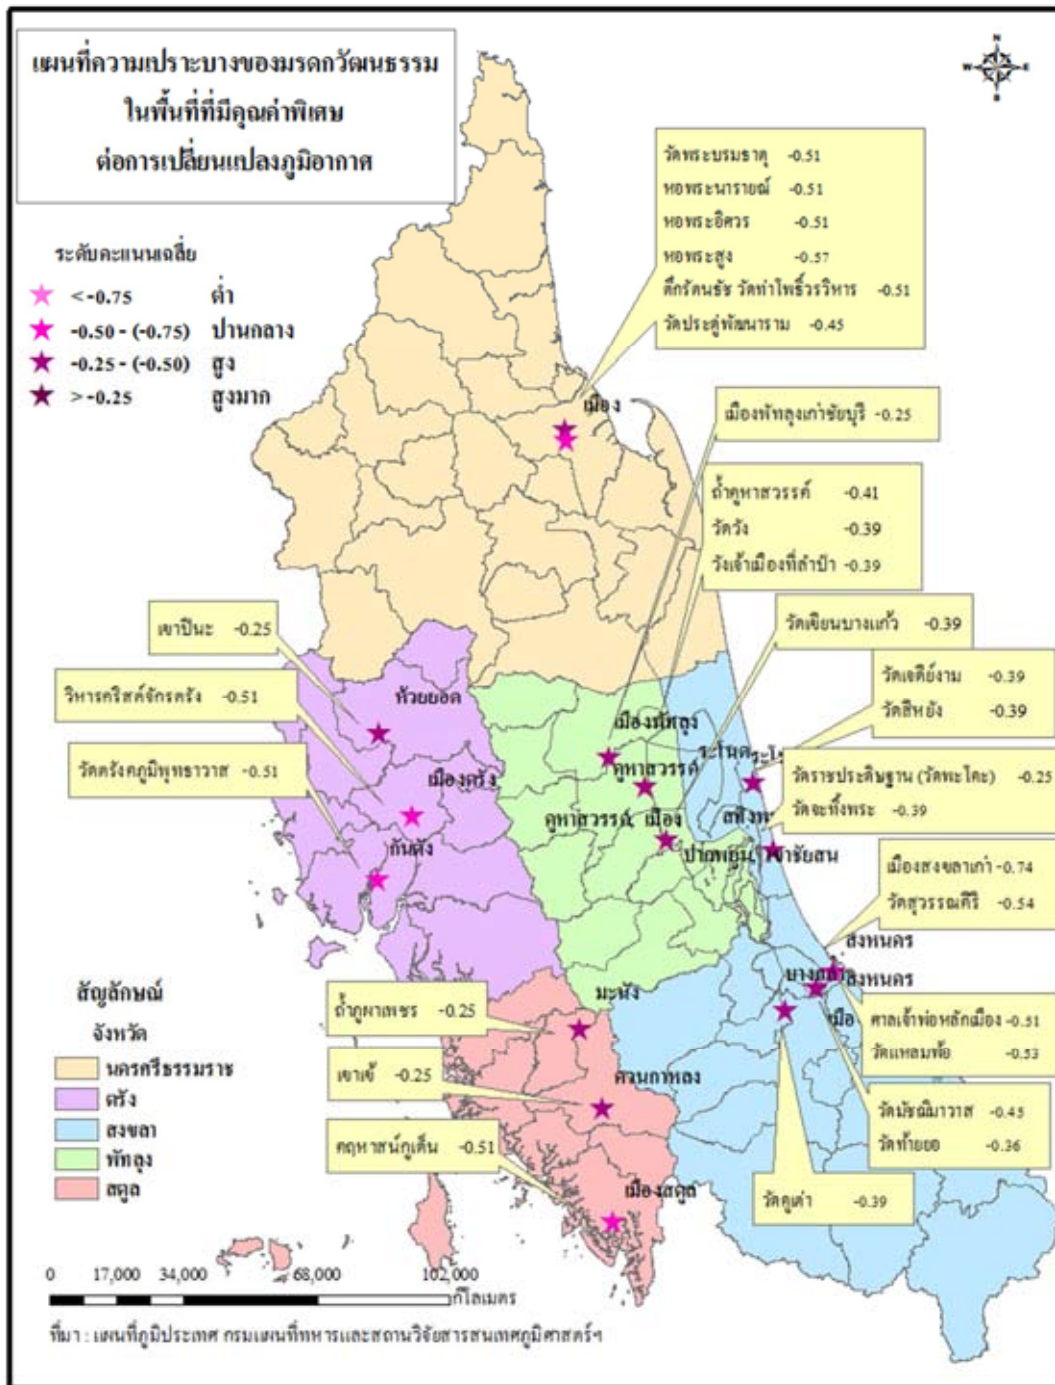 แผนที่ความเปราะบางของมรดกวัฒนธรรม
ในพื้นที่ที่มีคุณค่าพิเศษ
ต่อการเปลี่ยนแปลงภูมิอากาศ
N
W E
S
ระดับคะแนนเฉลี่ย
<-0.75 ต่ำ
-0.50 - (-0.75) ปานกลาง
-0.25 - (-0.50) สูง
>-0.25 สูงมาก
วัดพระบรมธาตุ -0.51
หอพระนารายณ์ -0.51
หอพระอิศวร -0.51
หอพระสูง -0.57
ตึกรัตนธัช วัดท่าโพธิ์วรวิหาร -0.51
วัดประตู่พัฒนาราม -0.45
เมือง
เมืองพัทลุงเก่าชัยบุรี -0.25
ถ้ำคูหาสวรรค์ -0.41
วัดวัง -0.39
วังเจ้าเมืองที่ลำปำ -0.39
เขาปินะ -0.25
วัดเขียนบางแก้ว -0.39
วิหารคริสต์จักรตรัง -0.51
วัดเจดีย์งาม -0.39
วัดสีหยัง -0.39
วัดตรังคภูมิพุทธาวาส -0.51
วัดราชประดิษฐาน (วัดพะโคะ) -0.25
วัดจะทิ้งพระ -0.39
ห้วยยอด
เมืองพัทลุง
ระโนด
คูหาสวรรค์
เมืองตรัง
คูหาสวรรค์ เมือง
กันตัง
ปากพยูน เขาชัยสน
เมืองสงขลาเก่า -0.74
วัดสุวรรณคีรี -0.54
สิงหนคร
สิงหนคร
สัญลักษณ์
จังหวัด
นครศรีธรรมราช
ตรัง
สงขลา
พัทลุง
สตูล
มะนัง
ถ้ำภูผาเพชร -0.25
เขาเข้ -0.25
ควนกาหลง
คฤหาสน์กูเด็น -0.51
เมืองสตูล
ศาลเจ้าพ่อหลักเมือง -0.51
วัดแหลมพ้อ -0.53
วัดมัชฌิมาวาส -0.45
วัดท้ายยอ -0.36
วัดคูเต่า -0.39
0 17,000 34,000 68,000 102,000
กิโลเมตร
ที่มา : แผนที่ภูมิประเทศ กรมแผนที่ทหารและสถานวิจัยสารสนเทศภูมิศาสตร์ฯ